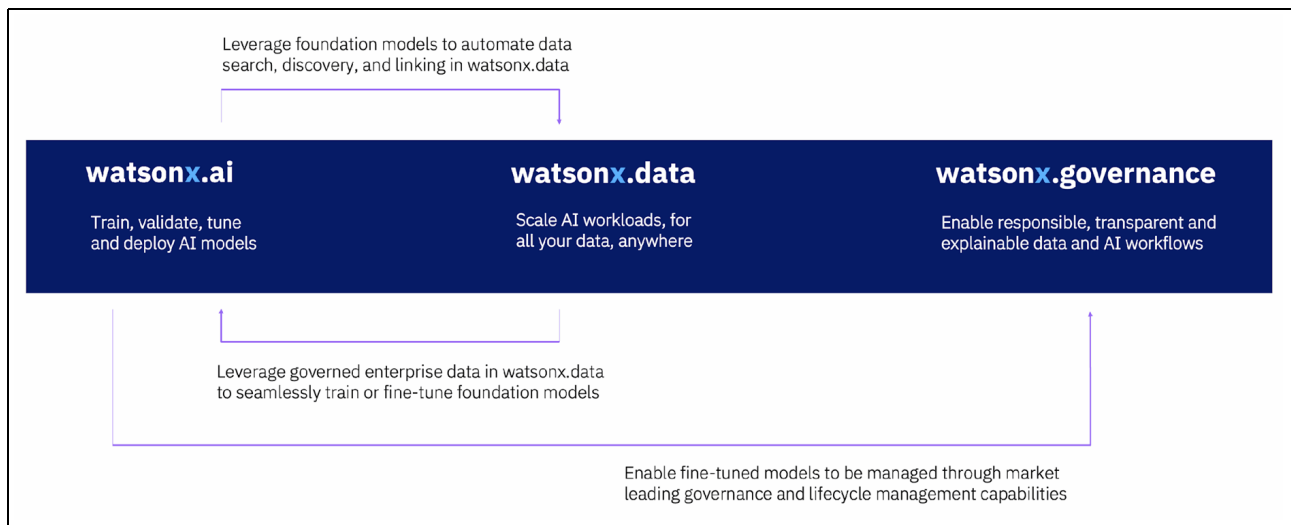 Leverage foundation models to automate data
search, discovery, and linking in watsonx.data
watsonx.ai
Train, validate, tune
and deploy AI models
watsonx.data
Scale AI workloads, for
all your data, anywhere
watsonx.governance
Enable responsible, transparent and
explainable data and AI workflows
Leverage governed enterprise data in watsonx.data
to seamlessly train or fine-tune foundation models
Enable fine-tuned models to be managed through market
leading governance and lifecycle management capabilities